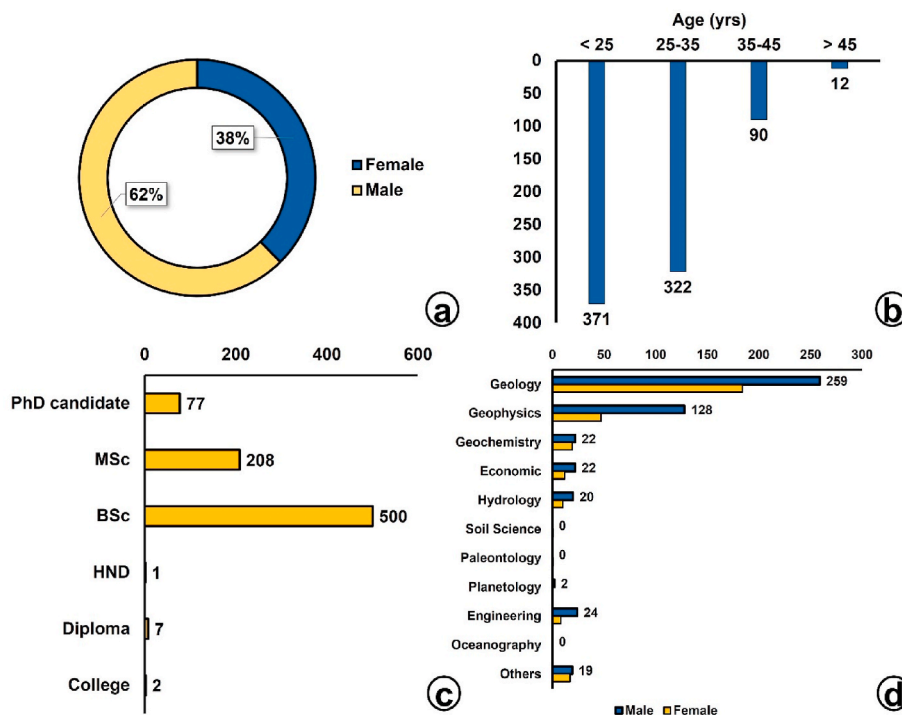 38%
62%
Female
Male
a
Age (yrs)
< 25 25-35 35-45 > 45
0
50
100
150
200
250
300
350
400
371
322
90
12
b
0 200 400 600
PhD candidate 77
MSc 208
BSc 500
HND 1
Diploma 7
College 2
c
0 50 100 150 200 250 300
Geology 259
Geophysics 128
Geochemistry 22
Economic 22
Hydrology 20
Soil Science 0
Paleontology 0
Planetology 2
Engineering 24
Oceanography 0
Others 19
Male Female
d